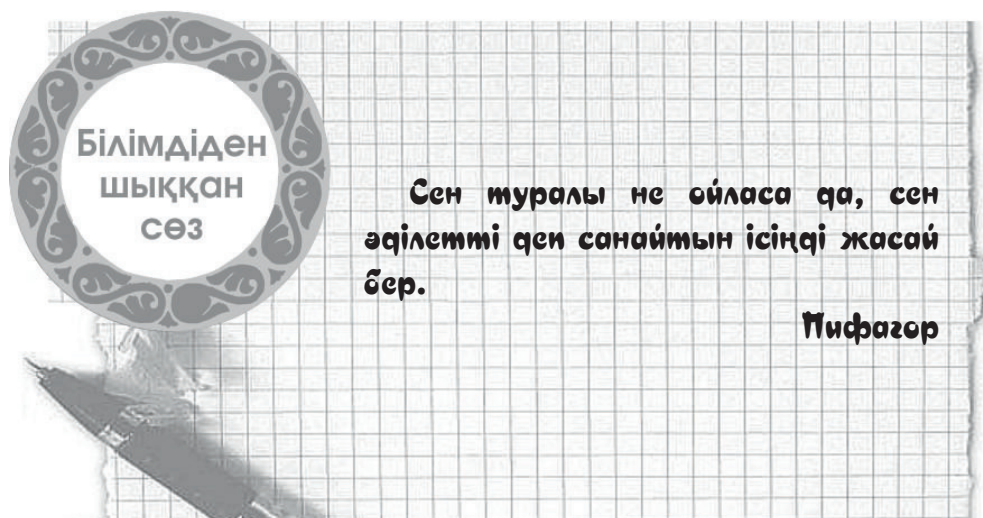 Білімдіден
шыққан
сөз
Сен туралы не ойласа да, сен
әділетті деп санайтын ісіңді жасай
бер.
Пифагор